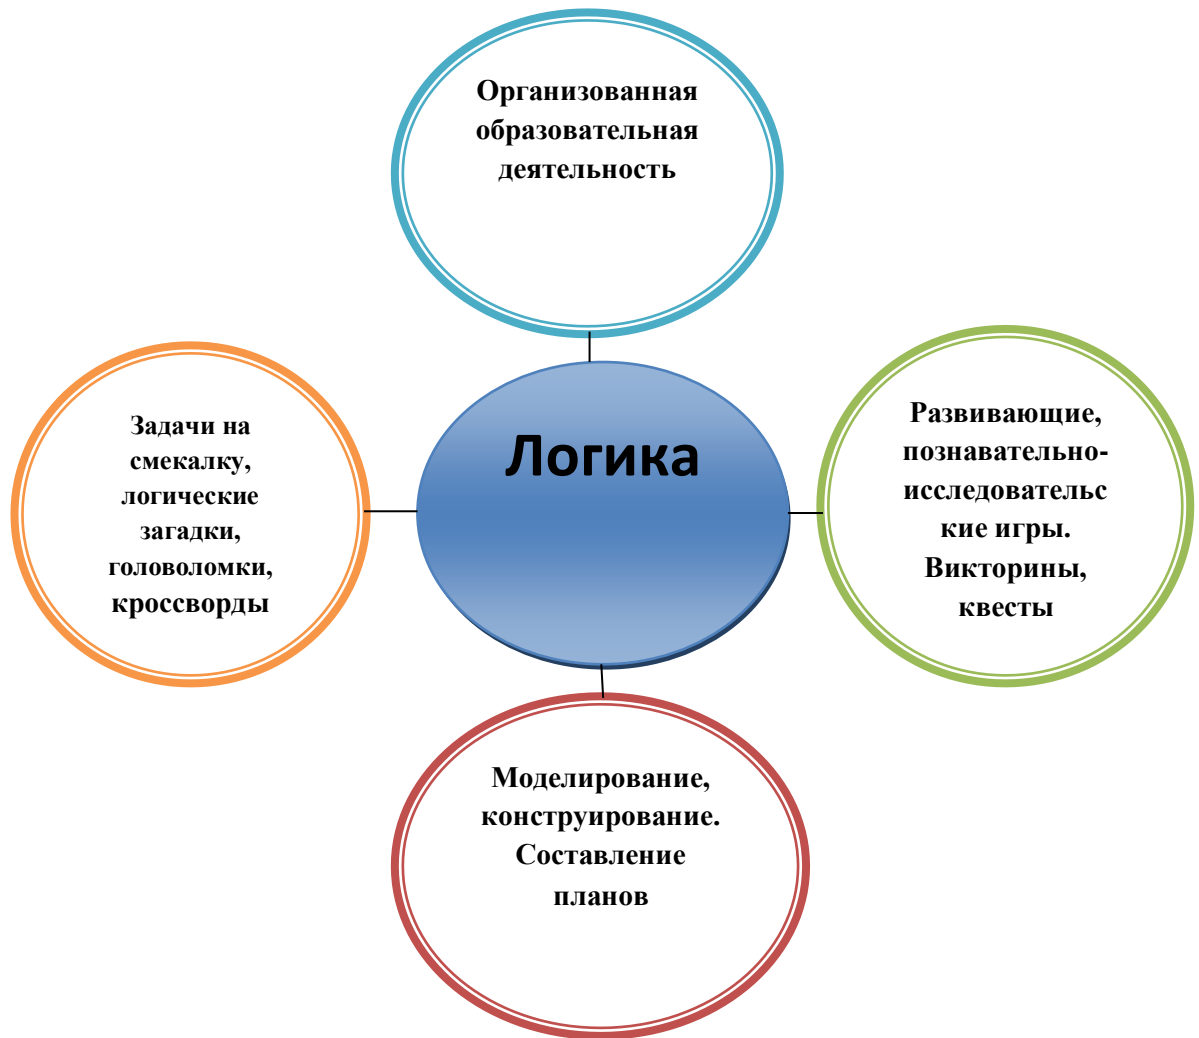 Организованная
образовательная
деятельность
Задачи на
смекалку,
логические
загадки,
головоломки,
кроссворды
Логика
Развивающие,
познавательно-
исследовательс
кие игры.
Викторины,
квесты
Моделирование,
конструирование.
Составление
планов